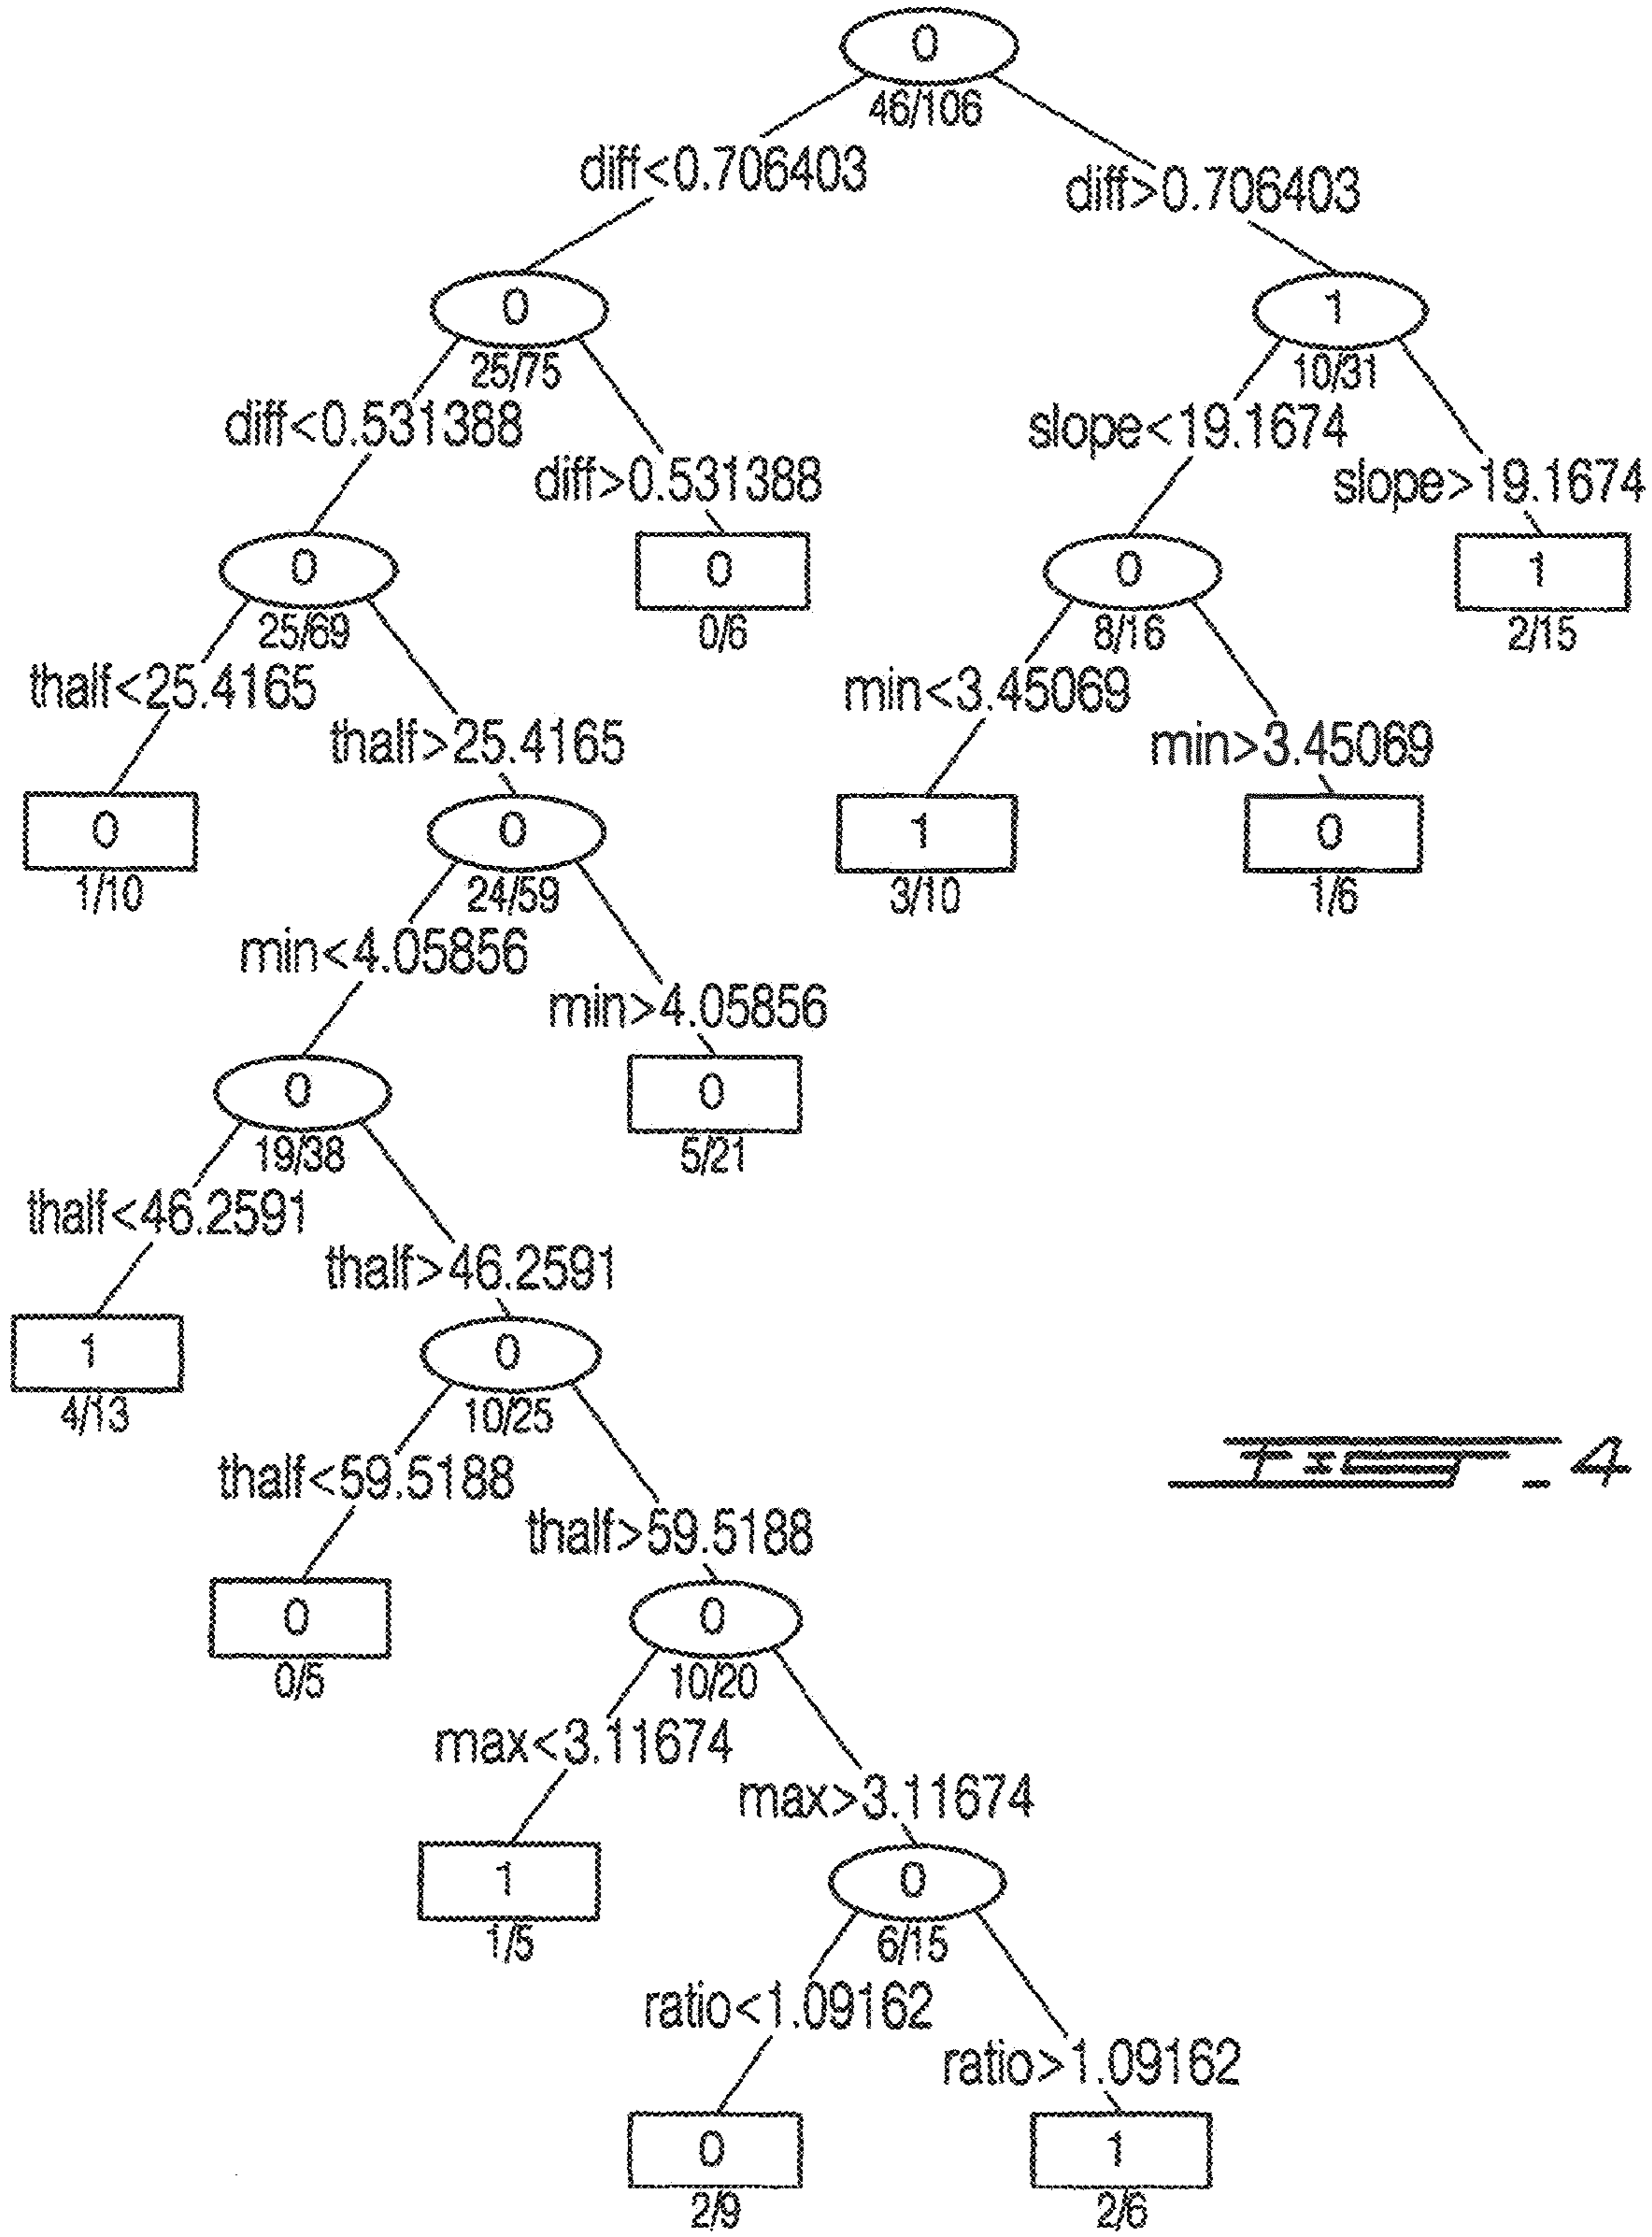 0
46/106
diff<0.706403
diff>0.706403
0
25/75
1
10/31
diff<0.531388
diff>0.531388
slope<19.1674
slope>19.1674
0
25/69
0
0/6
0
8/16
1
2/15
thalf<25.4165
thalf>25.4165
min<3.45069
min>3.45069
0
1/10
0
24/59
1
3/10
0
1/6
min<4.05856
min>4.05856
0
19/38
0
5/21
thalf<46.2591
thalf>46.2591
1
4/13
0
10/25
thalf<59.5188
thalf>59.5188
0
0/5
0
10/20
max<3.11674
max>3.11674
1
1/5
0
6/15
ratio<1.09162
ratio>1.09162
0
2/9
1
2/6
4